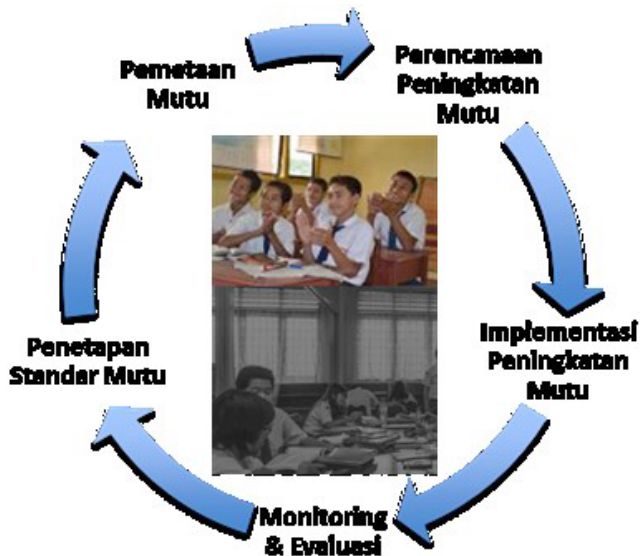 Pemetaan
Mutu
Perencanaan
Peningkatan
Mutu
Implementasi
Peningkatan
Mutu
Monitoring
& Evaluasi
Penetapan
Standar Mutu